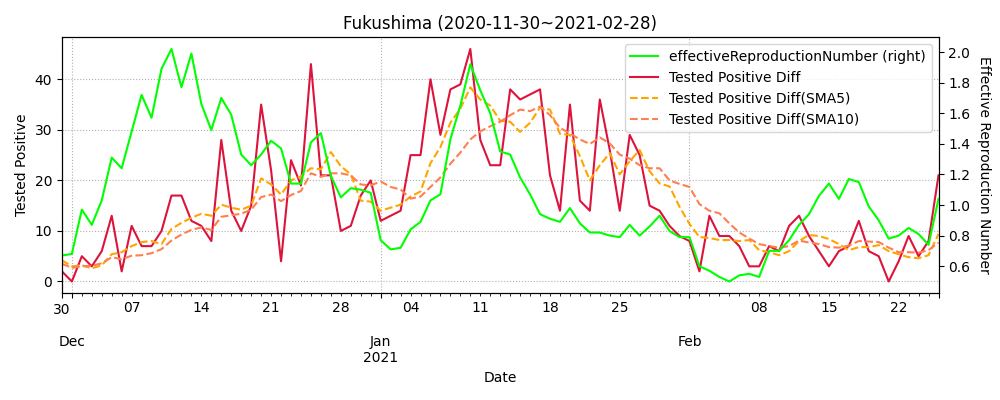 Fukushima (2020-11-30~2021-02-28)
effectiveReproductionNumber (right)
Tested Positive Diff
Tested Positive Diff(SMA5)
Tested Positive Diff(SMA10)
Tested Positive
40
30
20
10
0
2.0
1.8
1.6
1.4
1.2
1.0
0.8
0.6
Effective Reproduction Number
30 07 14 21 28 04 11 18 25 08 15 22
Dec Jan Feb
2021
Date